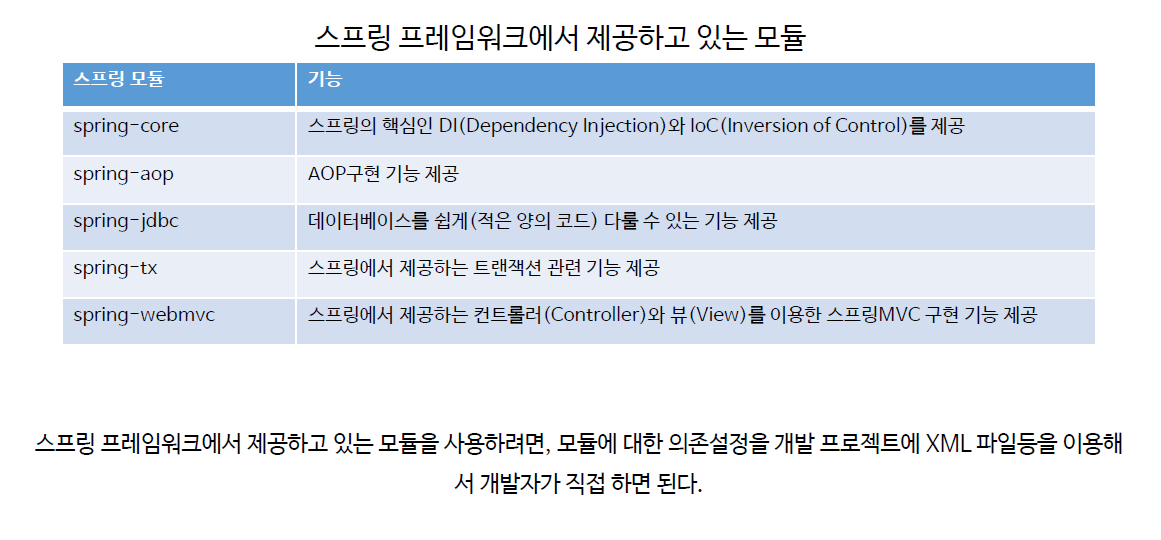 스프링 프레임워크에서 제공하고 있는 모듈
스프링 모듈 기능
spring-core 스프링의 핵심인 DI(Dependency Injection)와 IoC(Inversion of Control)를 제공
spring-aop AOP구현 기능 제공
spring-jdbc 데이터베이스를 쉽게(적은 양의 코드) 다룰 수 있는 기능 제공
spring-tx 스프링에서 제공하는 트랜잭션 관련 기능 제공
spring-webmvc 스프링에서 제공하는 컨트롤러(Controller)와 뷰(View)를 이용한 스프링MVC 구현 기능 제공
스프링 프레임워크에서 제공하고 있는 모듈을 사용하려면, 모듈에 대한 의존설정을 개발 프로젝트에 XML 파일등을 이용해
서 개발자가 직접 하면 된다.